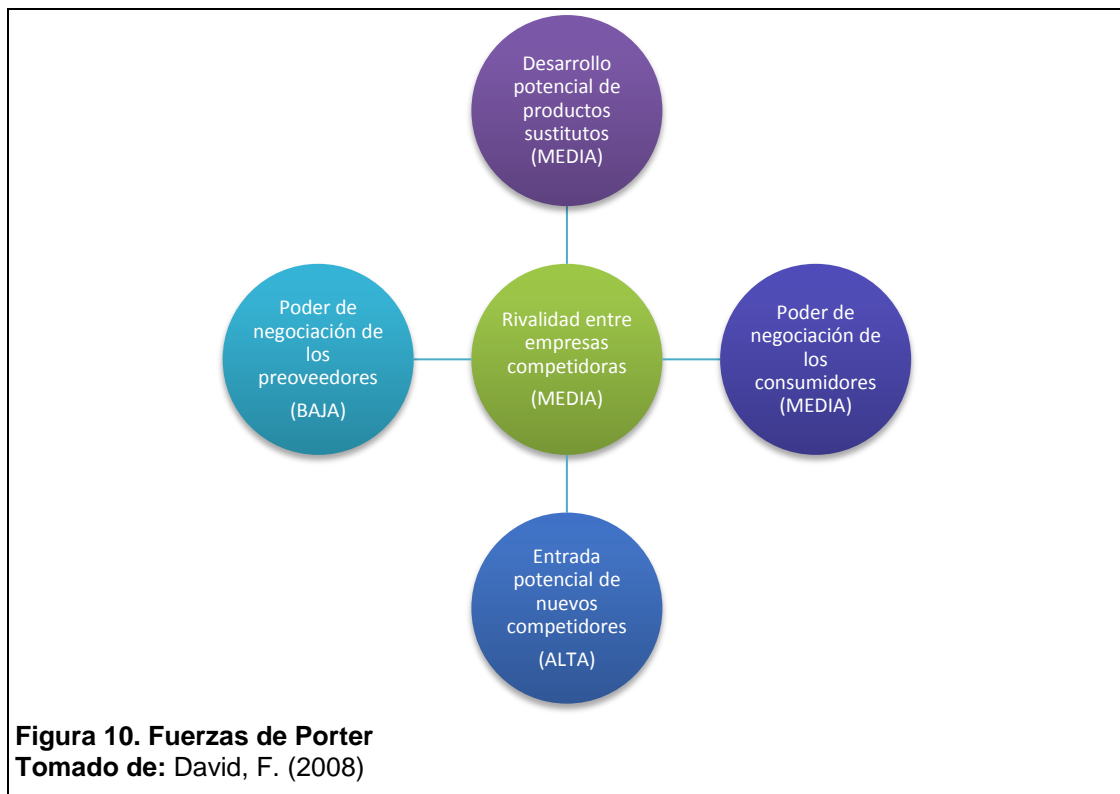 Desarrollo
potencial de
productos
sustitutos
(MEDIA)
Poder de
negociación de
los
preoveedores
(BAJA)
Rivalidad entre
empresas
competidoras
(MEDIA)
Poder de
negociación de
los
consumidores
(MEDIA)
Entrada
potencial de
nuevos
competidores
(ALTA)
Figura 10. Fuerzas de Porter
Tomado de: David, F. (2008)